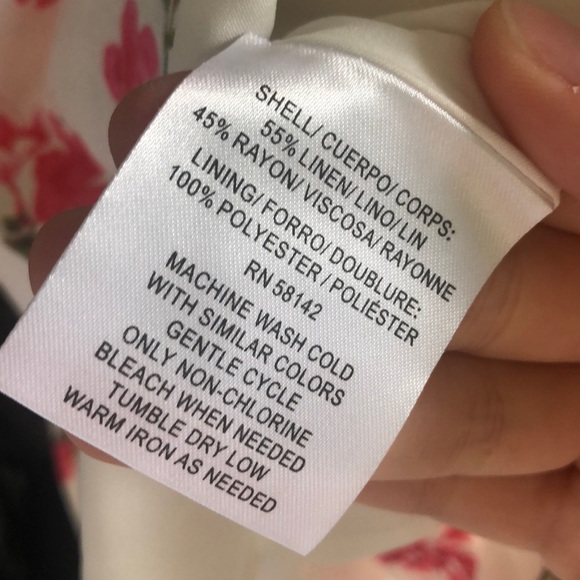 SHELL/ CUERPO/ CORPS:
55% LINEN/ LINO/ LIN
45% RAYON/ VISCOSA/ RAYONNE
LINING/ FORRO/ DOUBLURE:
100% POLYESTER / POLIÉSTER
RN 58142
MACHINE WASH COLD
WITH SIMILAR COLORS
GENTLE CYCLE
ONLY NON-CHLORINE
BLEACH WHEN NEEDED
TUMBLE DRY LOW
WARM IRON AS NEEDED